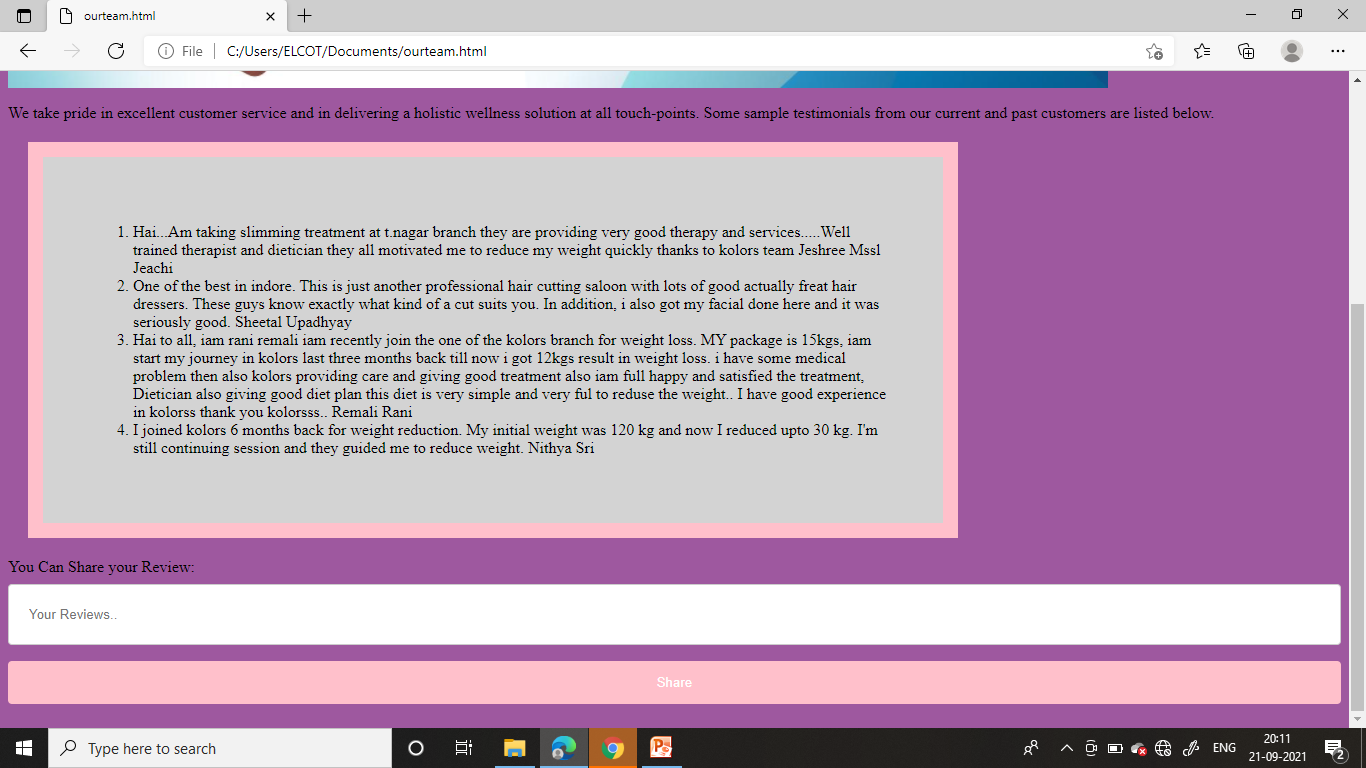 ourteam.html
File
C:/Users/ELCOT/Documents/ourteam.html
We take pride in excellent customer service and in delivering a holistic wellness solution at all touch-points. Some sample testimonials from our current and past customers are listed below.
1. Hai...Am taking slimming treatment at t.nagar branch they are providing very good therapy and services.....Well
trained therapist and dietician they all motivated me to reduce my weight quickly thanks to kolors team Jeshree Mssl
Jeachi
2. One of the best in indore. This is just another professional hair cutting saloon with lots of good actually freat hair
dressers. These guys know exactly what kind of a cut suits you. In addition, i also got my facial done here and it was
seriously good. Sheetal Upadhyay
3. Hai to all, iam rani remali iam recently join the one of the kolors branch for weight loss. MY package is 15kgs, iam
start my journey in kolors last three months back till now i got 12kgs result in weight loss. i have some medical
problem then also kolors providing care and giving good treatment also iam full happy and satisfied the treatment,
Dietician also giving good diet plan this diet is very simple and very ful to reduse the weight.. I have good experience
in kolorss thank you kolorsss.. Remali Rani
4. I joined kolors 6 months back for weight reduction. My initial weight was 120 kg and now I reduced upto 30 kg. I'm
still continuing session and they guided me to reduce weight. Nithya Sri
You Can Share your Review:
Your Reviews..
Share
Type here to search
ENG
20:11
21-09-2021
2